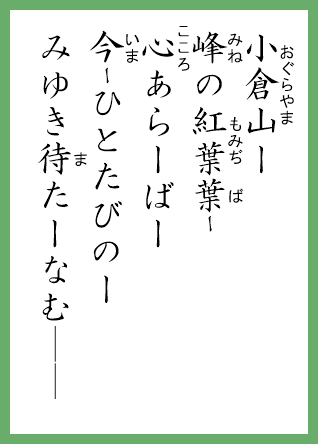 小倉山ー
峰の紅葉葉ー
心あらーばー
今ーひとたびのー
みゆき待たーなむ――
おぐらやま
みね
もみぢ
ば
こころ
いま
ま